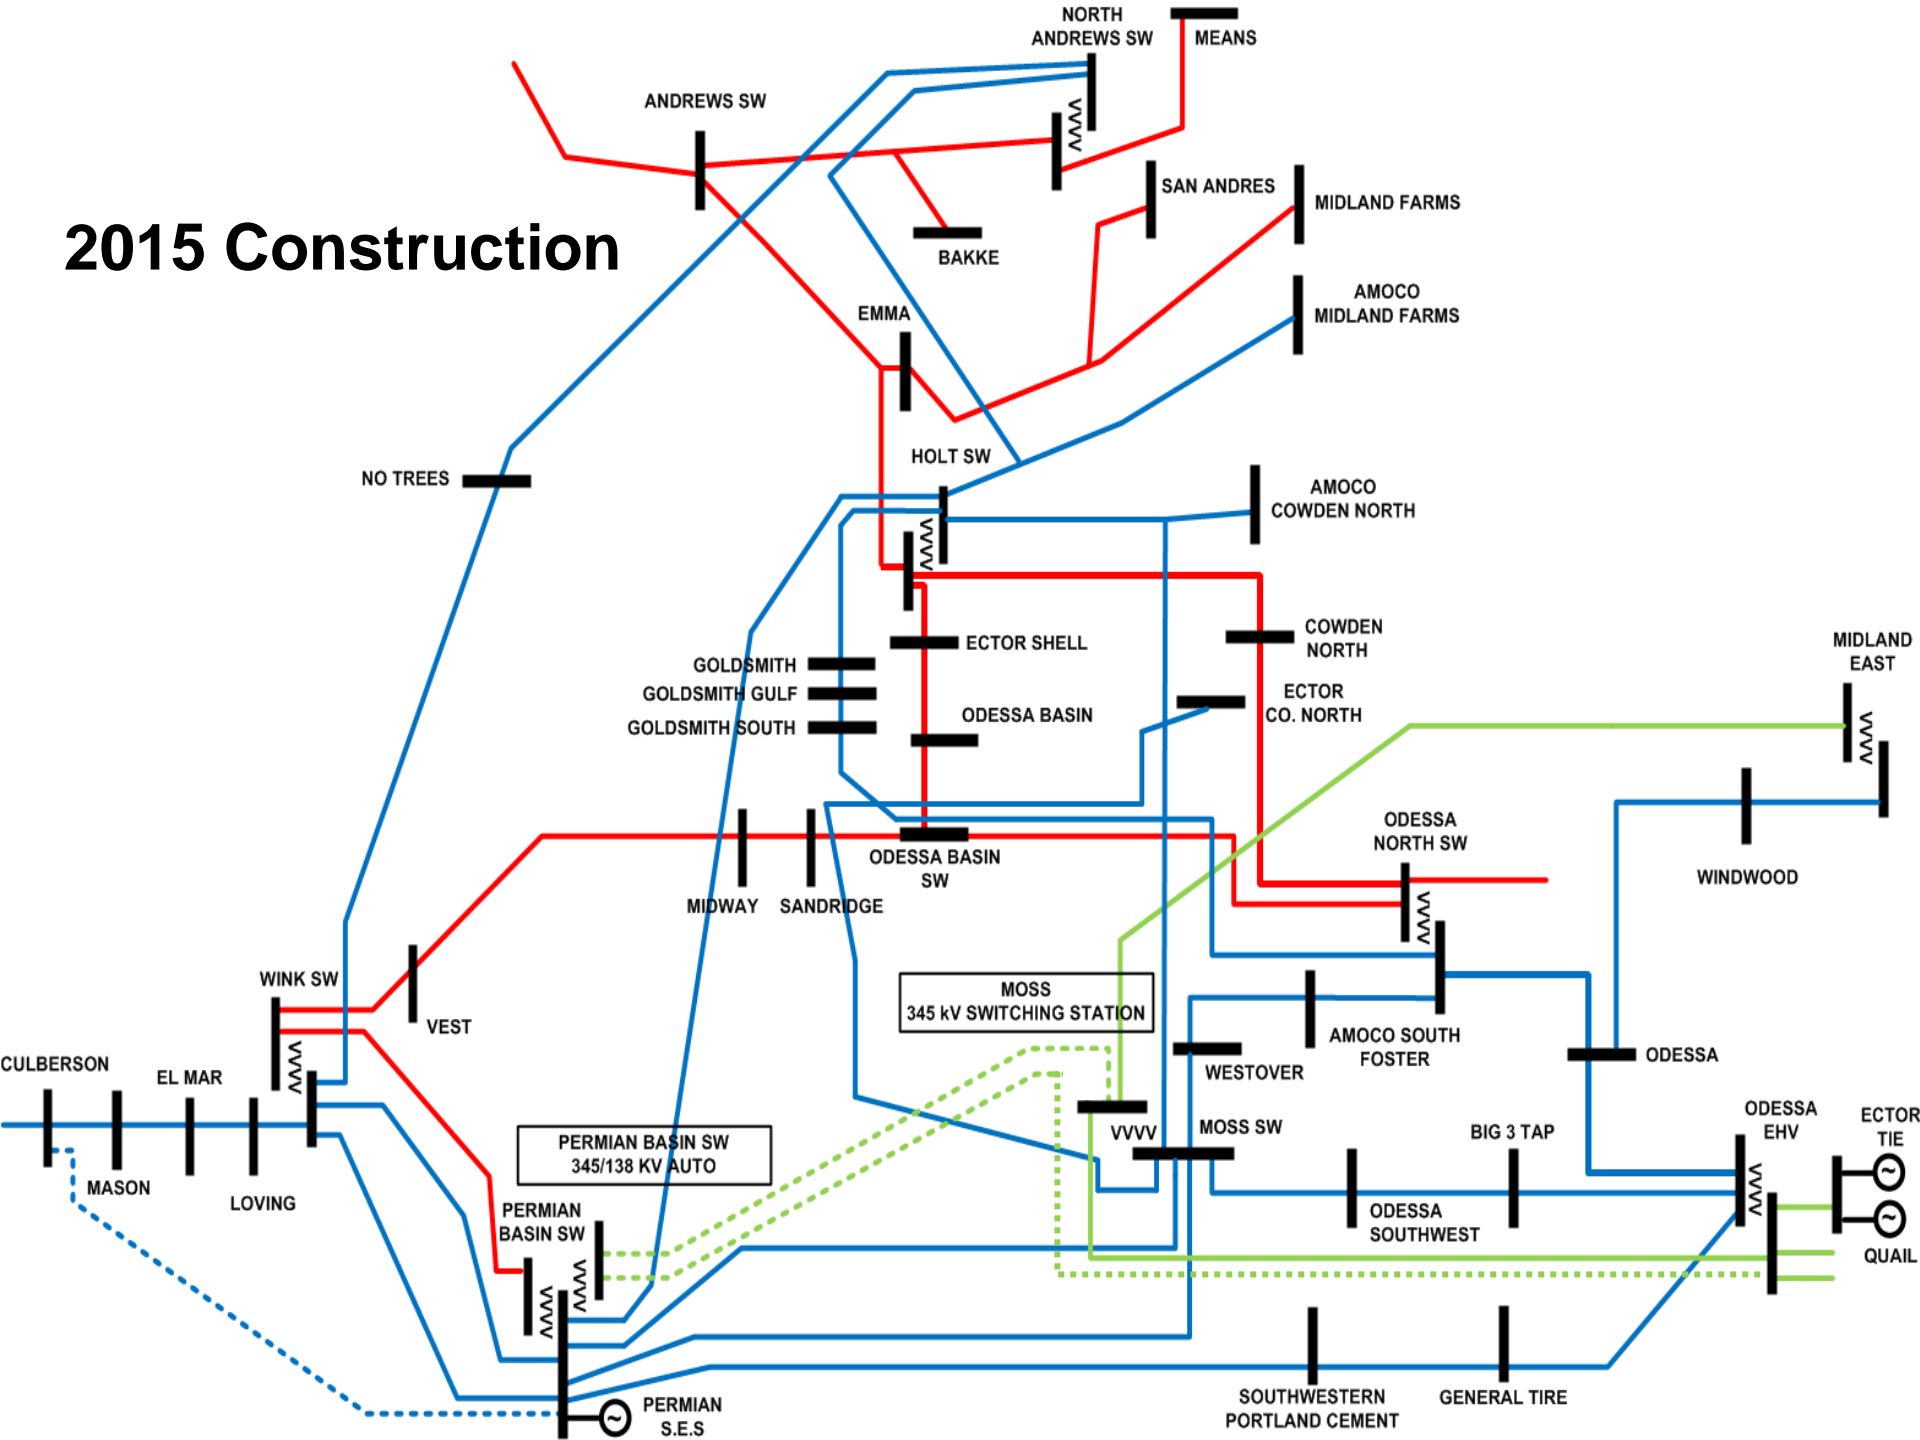 NORTH
ANDREWS SW
MEANS
ANDREWS SW
SAN ANDRES
MIDLAND FARMS
2015 Construction
BAKKE
AMOCO
MIDLAND FARMS
EMMA
HOLT SW
NO TREES
AMOCO
COWDEN NORTH
COWDEN
NORTH
ECTOR SHELL
MIDLAND
EAST
GOLDSMITH
GOLDSMITH GULF
GOLDSMITH SOUTH
ECTOR
CO. NORTH
ODESSA BASIN
ODESSA
NORTH SW
ODESSA BASIN
SW
WINDWOOD
MIDWAY
SANDRIDGE
WINK SW
MOSS
345 kV SWITCHING STATION
VEST
AMOCO SOUTH
FOSTER
ODESSA
CULBERSON
EL MAR
WESTOVER
ODESSA
EHV
ECTOR
TIE
VVVV
MOSS SW
BIG 3 TAP
PERMIAN BASIN SW
345/138 KV AUTO
MASON
LOVING
PERMIAN
BASIN SW
ODESSA
SOUTHWEST
QUAIL
SOUTHWESTERN
PORTLAND CEMENT
GENERAL TIRE
PERMIAN
S.E.S